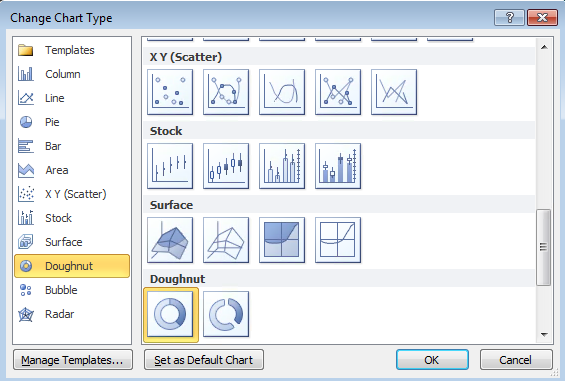 Change Chart Type
Templates
Column
Line
Pie
Bar
Area
X Y (Scatter)
Stock
Surface
Doughnut
Bubble
Radar
X Y (Scatter)
Stock
Surface
Doughnut
Manage Templates...
Set as Default Chart
OK
Cancel